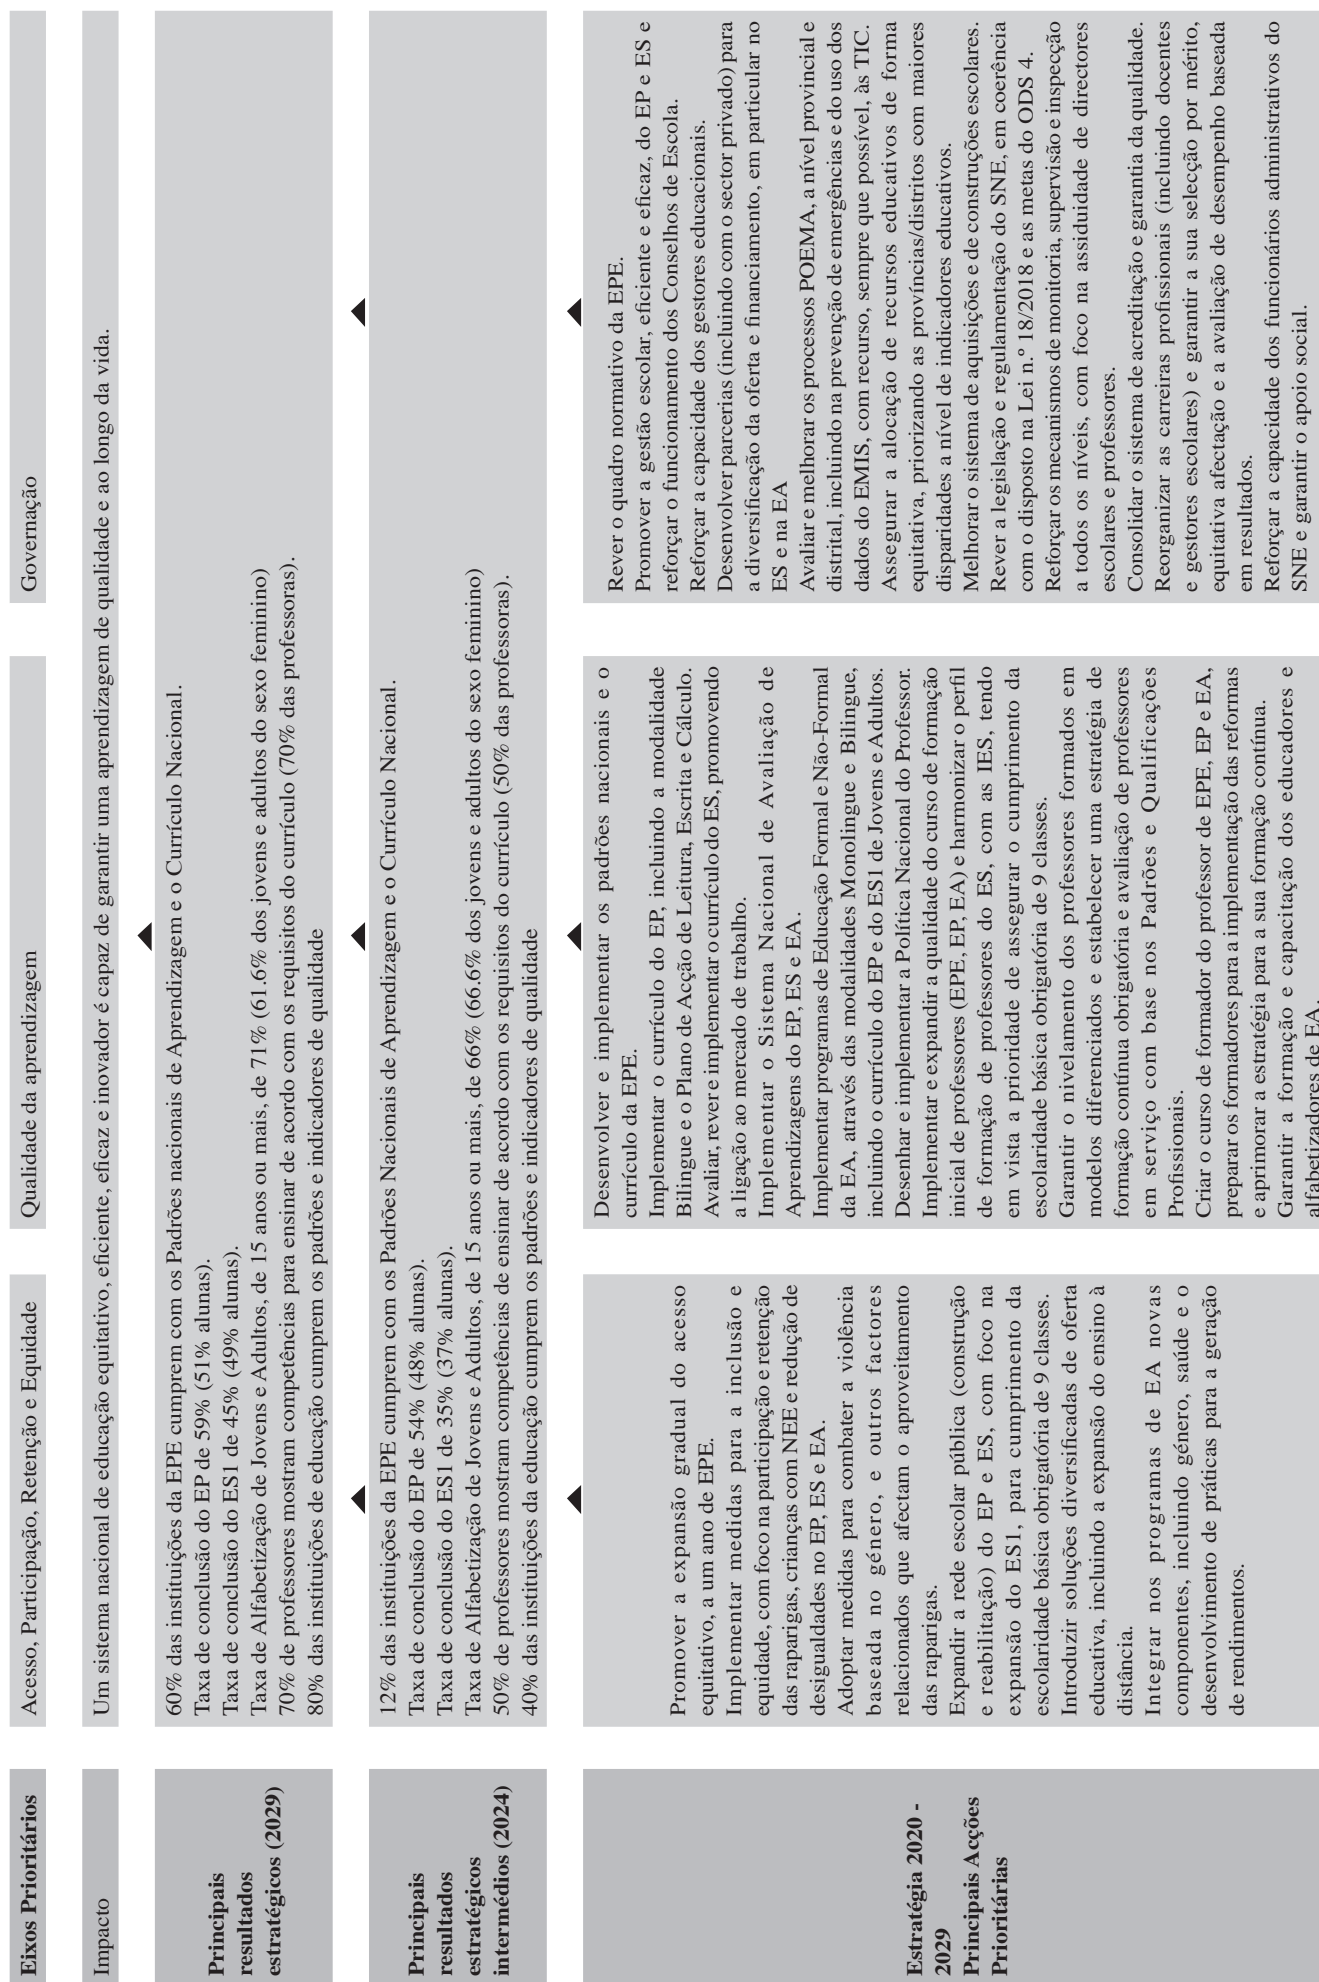 Eixos Prioritários
Acesso, Participação, Retenção e Equidade
Qualidade da aprendizagem
Governação
Impacto
Um sistema nacional de educação equitativo, eficiente, eficaz e inovador é capaz de garantir uma aprendizagem de qualidade e ao longo da vida.
Principais
resultados
estratégicos (2029)
60% das instituições da EPE cumprem com os Padrões nacionais de Aprendizagem e o Currículo Nacional.
Taxa de conclusão do EP de 59% (51% alunas).
Taxa de conclusão do ES1 de 45% (49% alunas).
Taxa de Alfabetização de Jovens e Adultos, de 15 anos ou mais, de 71% (61.6% dos jovens e adultos do sexo feminino)
70% de professores mostram competências para ensinar de acordo com os requisitos do currículo (70% das professoras).
80% das instituições de educação cumprem os padrões e indicadores de qualidade
Principais
resultados
estratégicos
intermédios (2024)
12% das instituições da EPE cumprem com os Padrões Nacionais de Aprendizagem e o Currículo Nacional.
Taxa de conclusão do EP de 54% (48% alunas).
Taxa de conclusão do ES1 de 35% (37% alunas).
Taxa de Alfabetização de Jovens e Adultos, de 15 anos ou mais, de 66% (66.6% dos jovens e adultos do sexo feminino)
50% de professores mostram competências de ensinar de acordo com os requisitos do currículo (50% das professoras).
40% das instituições da educação cumprem os padrões e indicadores de qualidade
Estratégia 2020 -
2029
Principais Acções
Prioritárias
Promover a expansão gradual do acesso
equitativo, a um ano de EPE.
Implementar medidas para a inclusão e
equidade, com foco na participação e retenção
das raparigas, crianças com NEE e redução de
desigualdades no EP, ES e EA.
Adoptar medidas para combater a violência
baseada no género, e outros factores
relacionados que afectam o aproveitamento
das raparigas.
Expandir a rede escolar pública (construção
e reabilitação) do EP e ES, com foco na
expansão do ES1, para cumprimento da
escolaridade básica obrigatória de 9 classes.
Introduzir soluções diversificadas de oferta
educativa, incluindo a expansão do ensino à
distância.
Integrar nos programas de EA novas
componentes, incluindo género, saúde e o
desenvolvimento de práticas para a geração
de rendimentos.
Desenvolver e implementar os padrões nacionais e o
currículo da EPE.
Implementar o currículo do EP, incluindo a modalidade
Bilingue e o Plano de Acção de Leitura, Escrita e Cálculo.
Avaliar, rever e implementar o currículo do ES, promovendo
a ligação ao mercado de trabalho.
Implementar o Sistema Nacional de Avaliação de
Aprendizagens do EP, ES e EA.
Implementar programas de Educação Formal e Não-Formal
da EA, através das modalidades Monolingue e Bilingue,
incluindo o currículo do EP e do ES1 de Jovens e Adultos.
Desenhar e implementar a Política Nacional do Professor.
Implementar e expandir a qualidade do curso de formação
inicial de professores (EPE, EP, EA) e harmonizar o perfil
de formação de professores do ES, com as IES, tendo
em vista a prioridade de assegurar o cumprimento da
escolaridade básica obrigatória de 9 classes.
Garantir o nivelamento dos professores formados em
modelos diferenciados e estabelecer uma estratégia de
formação contínua obrigatória e avaliação de professores
em serviço com base nos Padrões e Qualificações
Profissionais.
Criar o curso de formador do professor de EPE, EP e EA,
preparar os formadores para a implementação das reformas
e aprimorar a estratégia para a sua formação contínua.
Garantir a formação e capacitação dos educadores e
alfabetizadores de EA.
Rever o quadro normativo da EPE.
Promover a gestão escolar, eficiente e eficaz, do EP e ES e
reforçar o funcionamento dos Conselhos de Escola.
Reforçar a capacidade dos gestores educacionais.
Desenvolver parcerias (incluindo com o sector privado) para
a diversificação da oferta e financiamento, em particular no
ES e na EA
Avaliar e melhorar os processos POEMA, a nível provincial e
distrital, incluindo na prevenção de emergências e do uso dos
dados do EMIS, com recurso, sempre que possível, às TIC.
Assegurar a alocação de recursos educativos de forma
equitativa, priorizando as províncias/distritos com maiores
disparidades a nível de indicadores educativos.
Melhorar o sistema de aquisições e de construções escolares.
Rever a legislação e regulamentação do SNE, em coerência
com o disposto na Lei n.º 18/2018 e as metas do ODS 4.
Reforçar os mecanismos de monitoria, supervisão e inspecção
a todos os níveis, com foco na assiduidade de directores
escolares e professores.
Consolidar o sistema de acreditação e garantia da qualidade.
Reorganizar as carreiras profissionais (incluindo docentes
e gestores escolares) e garantir a sua selecção por mérito,
equitativa afectação e a avaliação de desempenho baseada
em resultados.
Reforçar a capacidade dos funcionários administrativos do
SNE e garantir o apoio social.